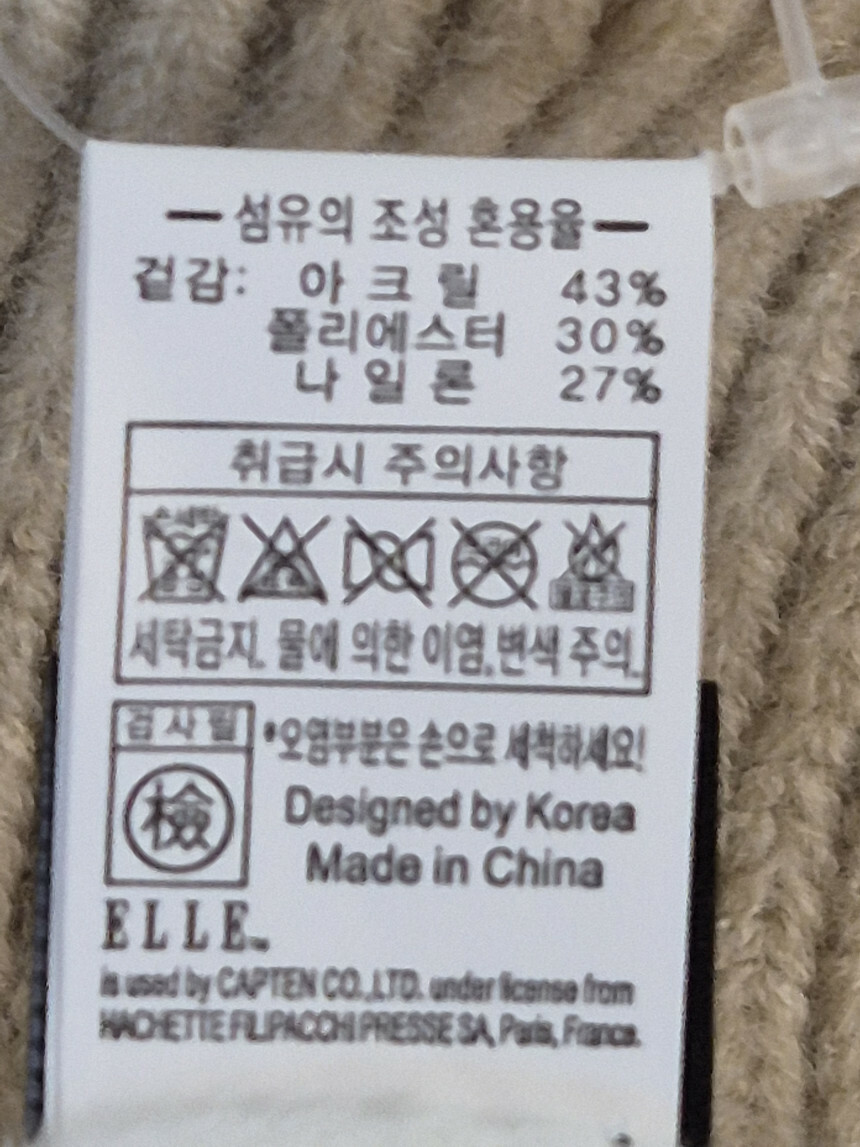 섬유의 조성 혼용율
겉감: 아크릴 43%
폴리에스터 30%
나일론 27%
취급시 주의사항
세탁금지. 물에 의한 이염,변색 주의.
검사필
*오염부분은 손으로 세척하세요!
檢
Designed by Korea
Made in China
ELLE™
is used by CAPTEN CO.,LTD. under license from
HACHETTE FILIPACCHI PRESSE SA, Paris, France.